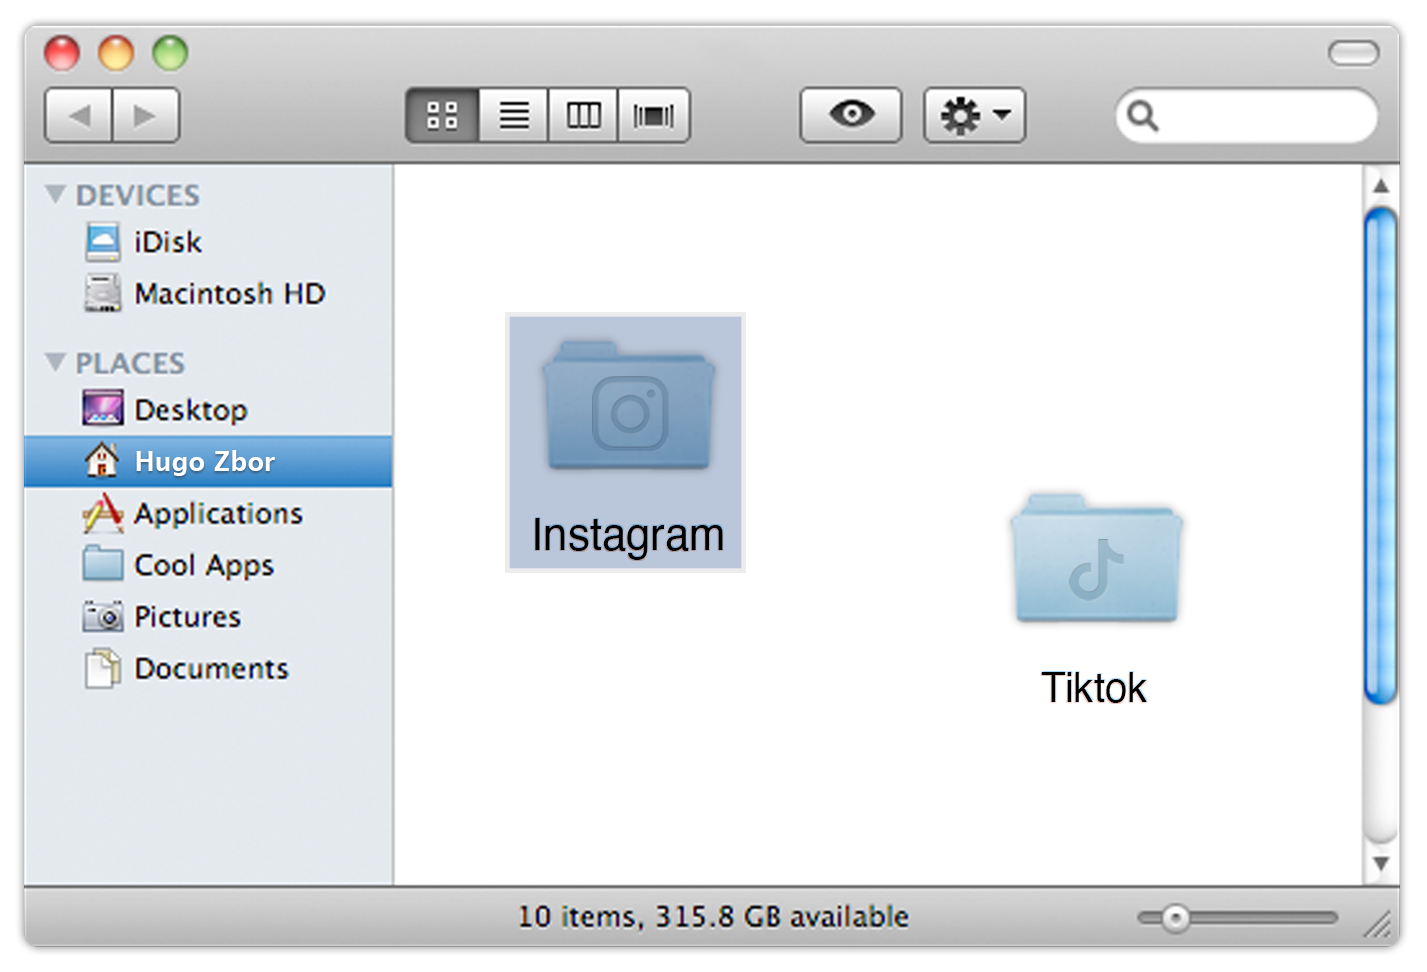 DEVICES
iDisk
Macintosh HD
PLACES
Desktop
Hugo Zbor
Applications
Cool Apps
Pictures
Documents
Instagram
Tiktok
10 items, 315.8 GB available